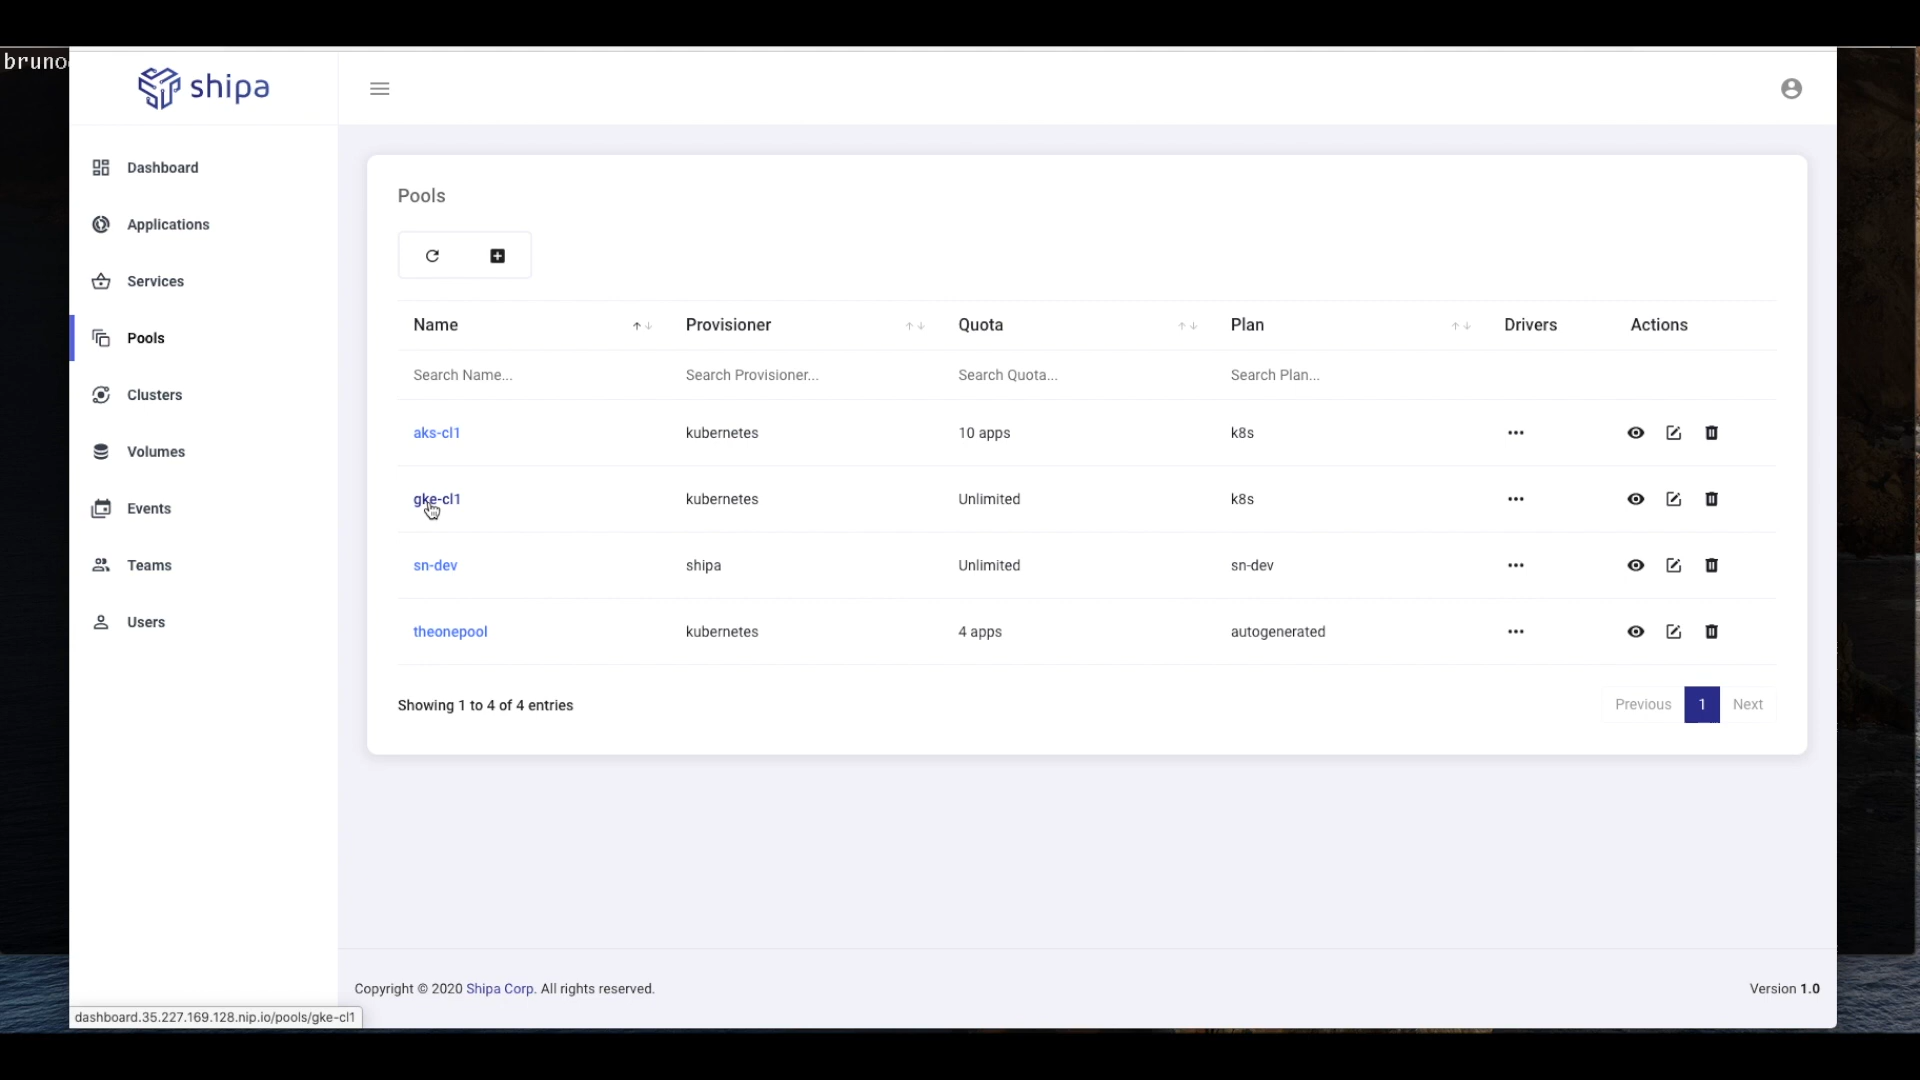 bruno
shipa
Dashboard
Applications
Services
Pools
Clusters
Volumes
Events
Teams
Users
Pools
Name Provisioner Quota Plan Drivers Actions
Search Name... Search Provisioner... Search Quota... Search Plan...
aks-cl1 kubernetes 10 apps k8s
gke-cl1 kubernetes Unlimited k8s
sn-dev shipa Unlimited sn-dev
theonepool kubernetes 4 apps autogenerated
Showing 1 to 4 of 4 entries
Previous 1 Next
Copyright © 2020 Shipa Corp. All rights reserved.
Version 1.0
dashboard.35.227.169.128.nip.io/pools/gke-cl1